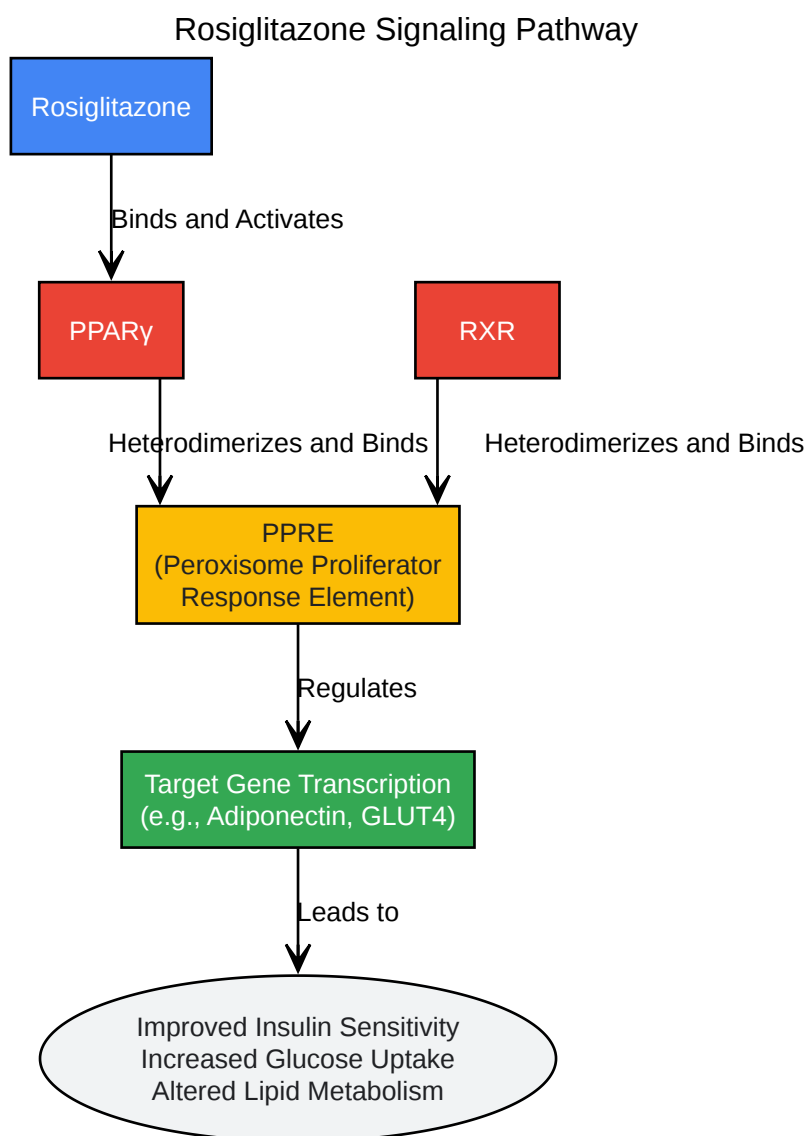 Rosiglitazone Signaling Pathway
Rosiglitazone
Binds and Activates
PPARγ
RXR
Heterodimerizes and Binds
Heterodimerizes and Binds
PPRE
(Peroxisome Proliferator
Response Element)
Regulates
Target Gene Transcription
(e.g., Adiponectin, GLUT4)
Leads to
Improved Insulin Sensitivity
Increased Glucose Uptake
Altered Lipid Metabolism